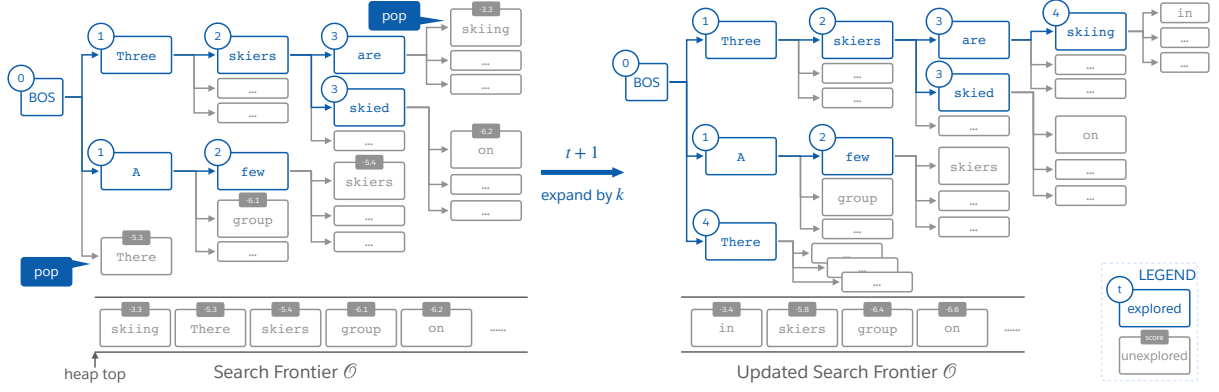 pop
-3.3
skiing
...
...
1
Three
2
skiers
...
...
3
are
0
BOS
3
skied
...
-6.2
on
...
...
1
A
2
few
-5.4
skiers
...
...
-6.1
group
...
-5.3
There
pop
t + 1
expand by k
-3.3
skiing
-5.3
There
-5.4
skiers
-6.1
group
-6.2
on
......
heap top
Search Frontier 𝒪
0
BOS
1
Three
2
skiers
...
...
3
are
4
skiing
...
...
in
...
...
3
skied
...
on
...
...
1
A
2
few
skiers
...
...
group
...
4
There
...
...
...
-3.4
in
-5.8
skiers
-6.4
group
-6.6
on
......
Updated Search Frontier 𝒪
LEGEND
t
explored
score
unexplored